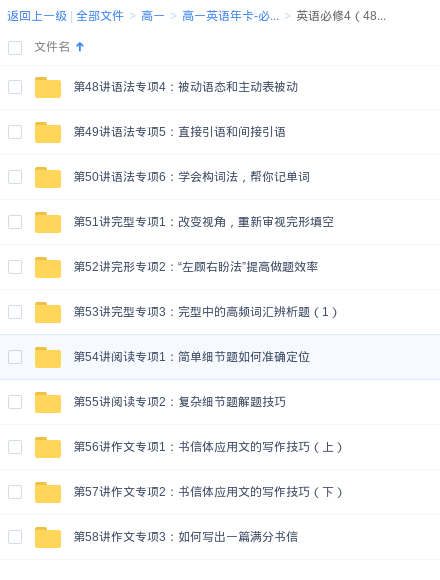 返回上一级 | 全部文件 > 高一 > 高一英语年卡-必... > 英语必修4（48...
文件名
第48讲语法专项4：被动语态和主动表被动
第49讲语法专项5：直接引语和间接引语
第50讲语法专项6：学会构词法，帮你记单词
第51讲完型专项1：改变视角，重新审视完形填空
第52讲完形专项2：“左顾右盼法”提高做题效率
第53讲完型专项3：完型中的高频词汇辨析题（1）
第54讲阅读专项1：简单细节题如何准确定位
第55讲阅读专项2：复杂细节题解题技巧
第56讲作文专项1：书信体应用文的写作技巧（上）
第57讲作文专项2：书信体应用文的写作技巧（下）
第58讲作文专项3：如何写出一篇满分书信